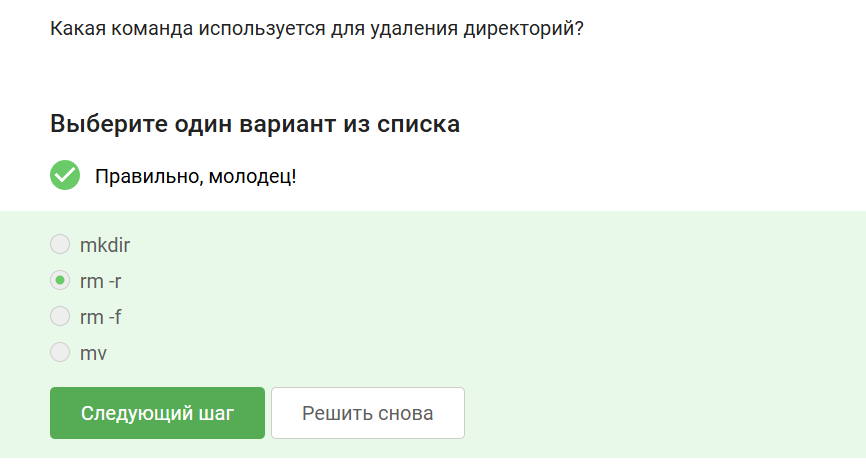 Какая команда используется для удаления директорий?
Выберите один вариант из списка
Правильно, молодец!
mkdir
rm -r
rm -f
mv
Следующий шаг
Решить снова